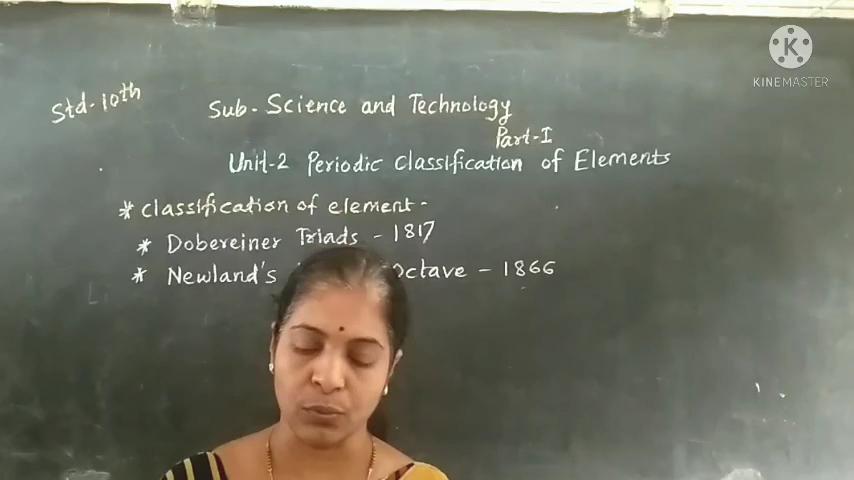 KINEMASTER
Std-10th
Sub- Science and Technology
Part-I
Unit-2 Periodic Classification of Elements
* classification of element -
* Dobereiner Triads - 1817
* Newland's Octave - 1866